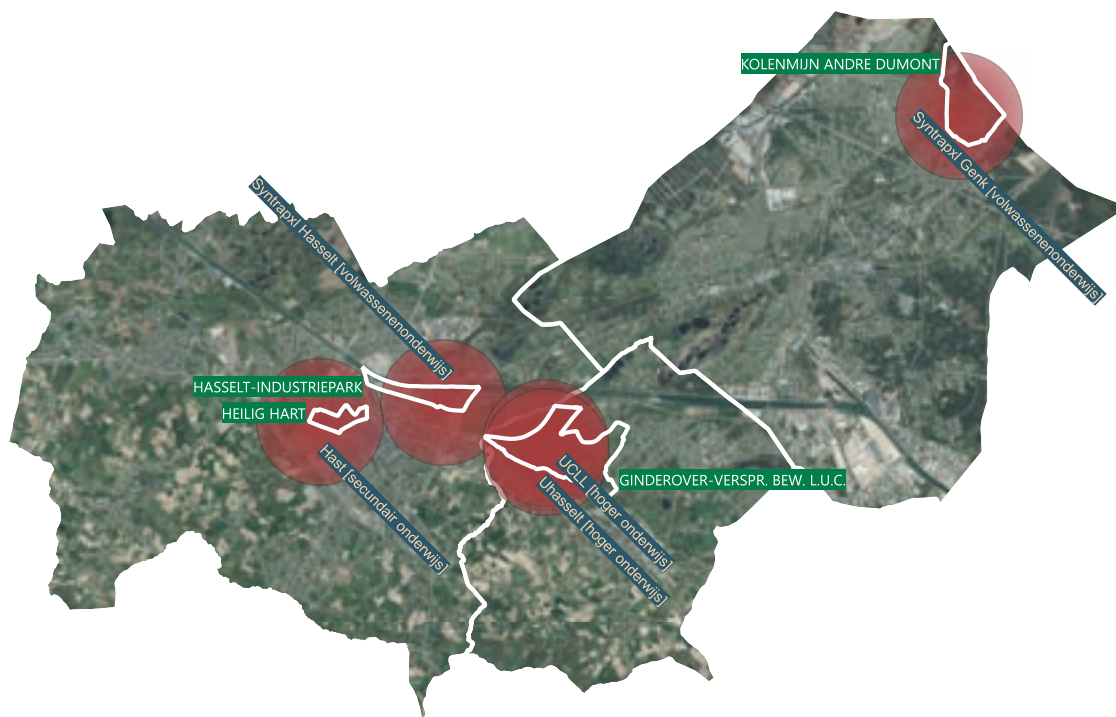 KOLENMIJN ANDRE DUMONT
Syntrapxl Genk [volwassenenonderwijs]
Syntrapxl Hasselt [volwassenenonderwijs]
HASSELT-INDUSTRIEPARK
HEILIG HART
Hast [secundair onderwijs]
UCLL [hoger onderwijs]
GINDEROVER-VERSPR. BEW. L.U.C.
Uhasselt [hoger onderwijs]